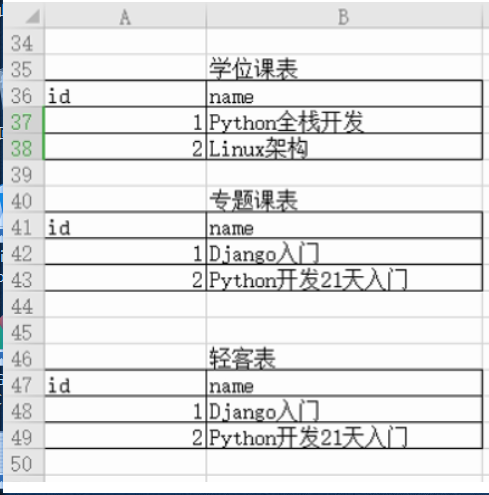 A B
34
35 学位课表
36 id name
37 1 Python全栈开发
38 2 Linux架构
39
40 专题课表
41 id name
42 1 Django入门
43 2 Python开发21天入门
44
45
46 轻客表
47 id name
48 1 Django入门
49 2 Python开发21天入门
50